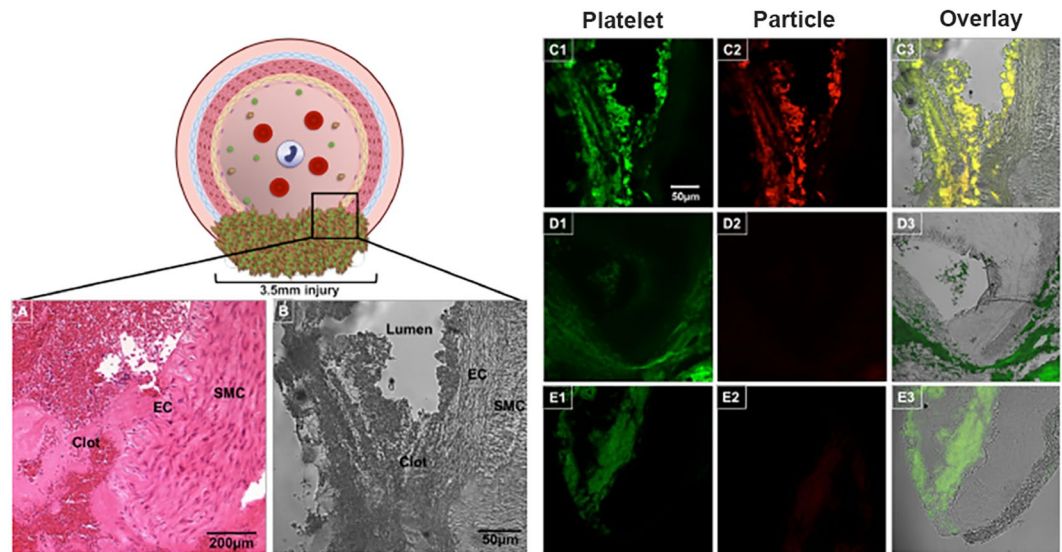 Platelet Particle Overlay
C1 C2 C3
50µm
D1 D2 D3
3.5mm injury
A B
Lumen
EC
EC SMC SMC
Clot
Clot
E1 E2 E3
200µm 50µm